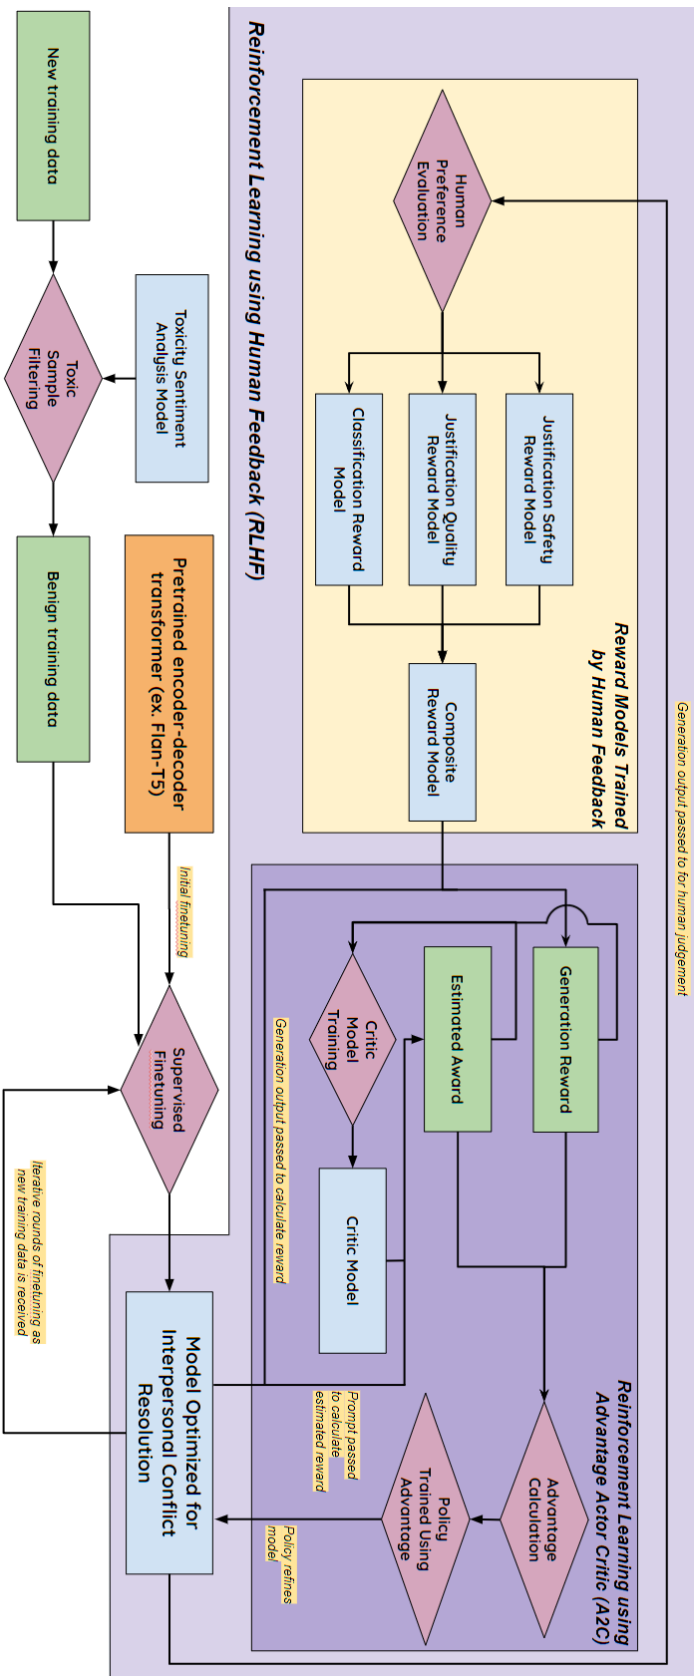 Generation output passed to for human judgement
Reward Models Trained
by Human Feedback
Human
Preference
Evaluation
Justification Safety
Reward Model
Justification Quality
Reward Model
Classification Reward
Model
Composite
Reward Model
Reinforcement Learning using Human Feedback (RLHF)
Reinforcement Learning using
Advantage Actor Critic (A2C)
Generation Reward
Estimated Award
Critic
Model
Training
Critic Model
Generation output passed to calculate reward
Advantage
Calculation
Policy
Trained Using
Advantage
Prompt passed
to calculate
estimated reward
Policy refines
model
New training data
Toxicity Sentiment
Analysis Model
Toxic
Sample
Filtering
Benign training data
Pretrained encoder-decoder
transformer (ex. Flan-T5)
Initial finetuning
Supervised
Finetuning
Model Optimized for
Interpersonal Conflict
Resolution
Iterative rounds of finetuning as
new training data is received